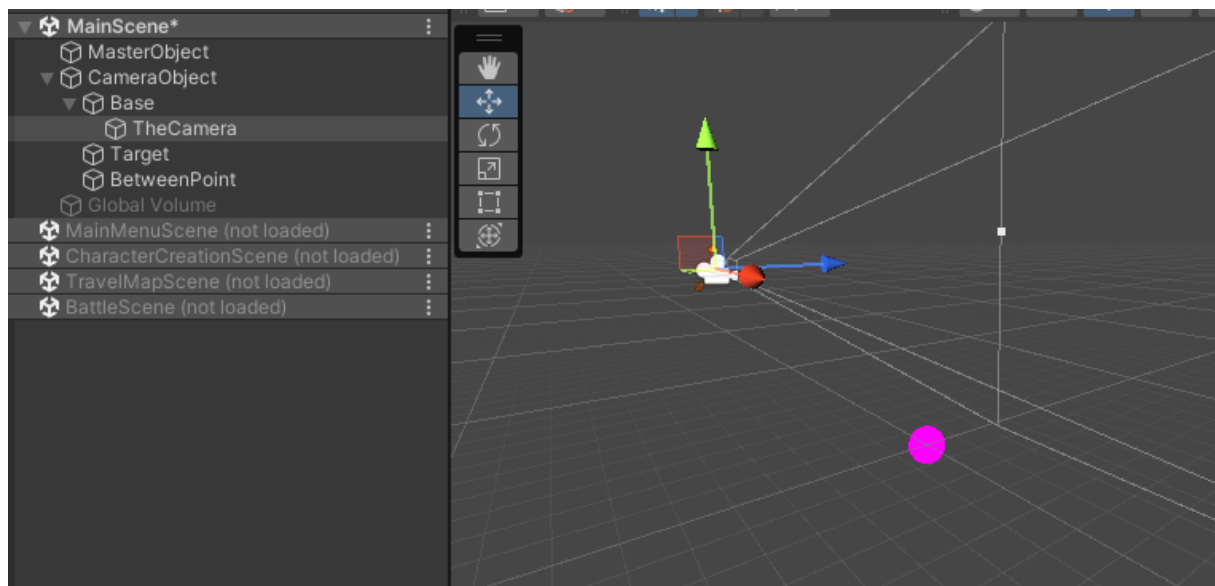 MainScene*
MasterObject
CameraObject
Base
TheCamera
Target
BetweenPoint
Global Volume
MainMenuScene (not loaded)
CharacterCreationScene (not loaded)
TravelMapScene (not loaded)
BattleScene (not loaded)